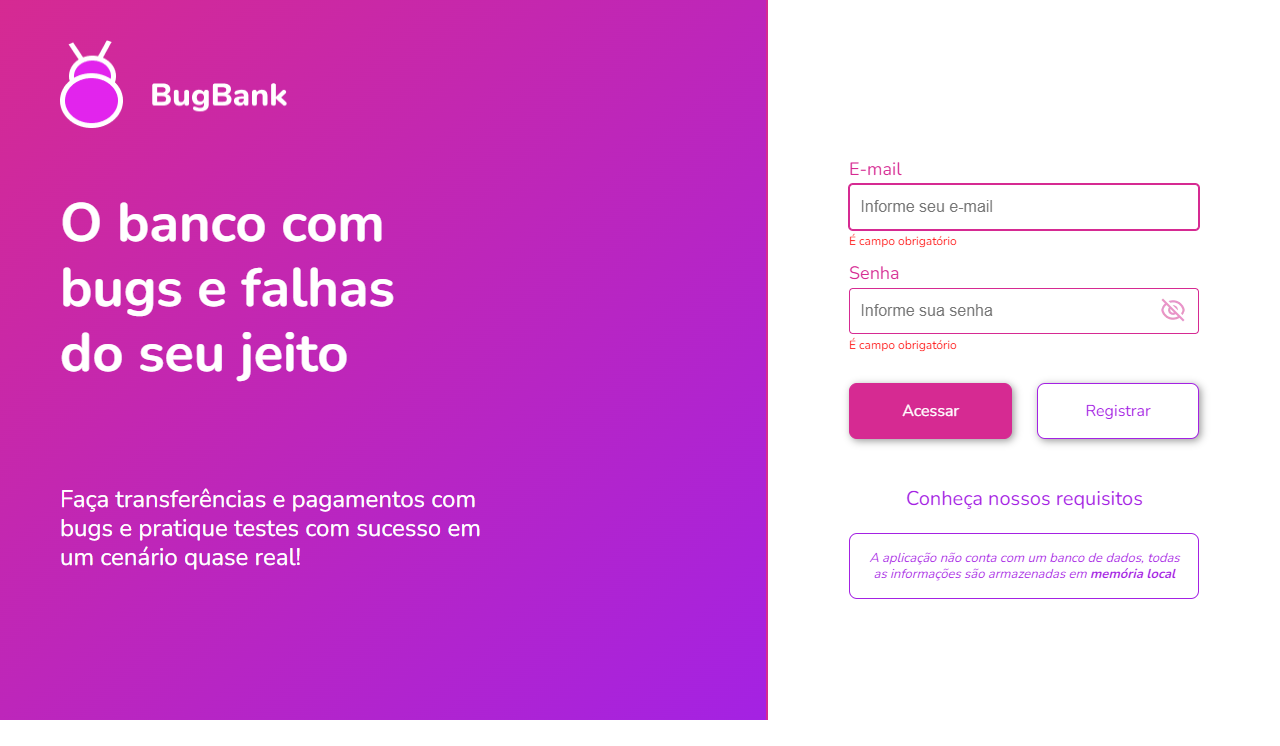 BugBank
O banco com
bugs e falhas
do seu jeito
Faça transferências e pagamentos com
bugs e pratique testes com sucesso em
um cenário quase real!
E-mail
Informe seu e-mail
É campo obrigatório
Senha
Informe sua senha
É campo obrigatório
Acessar
Registrar
Conheça nossos requisitos
A aplicação não conta com um banco de dados, todas
as informações são armazenadas em memória local